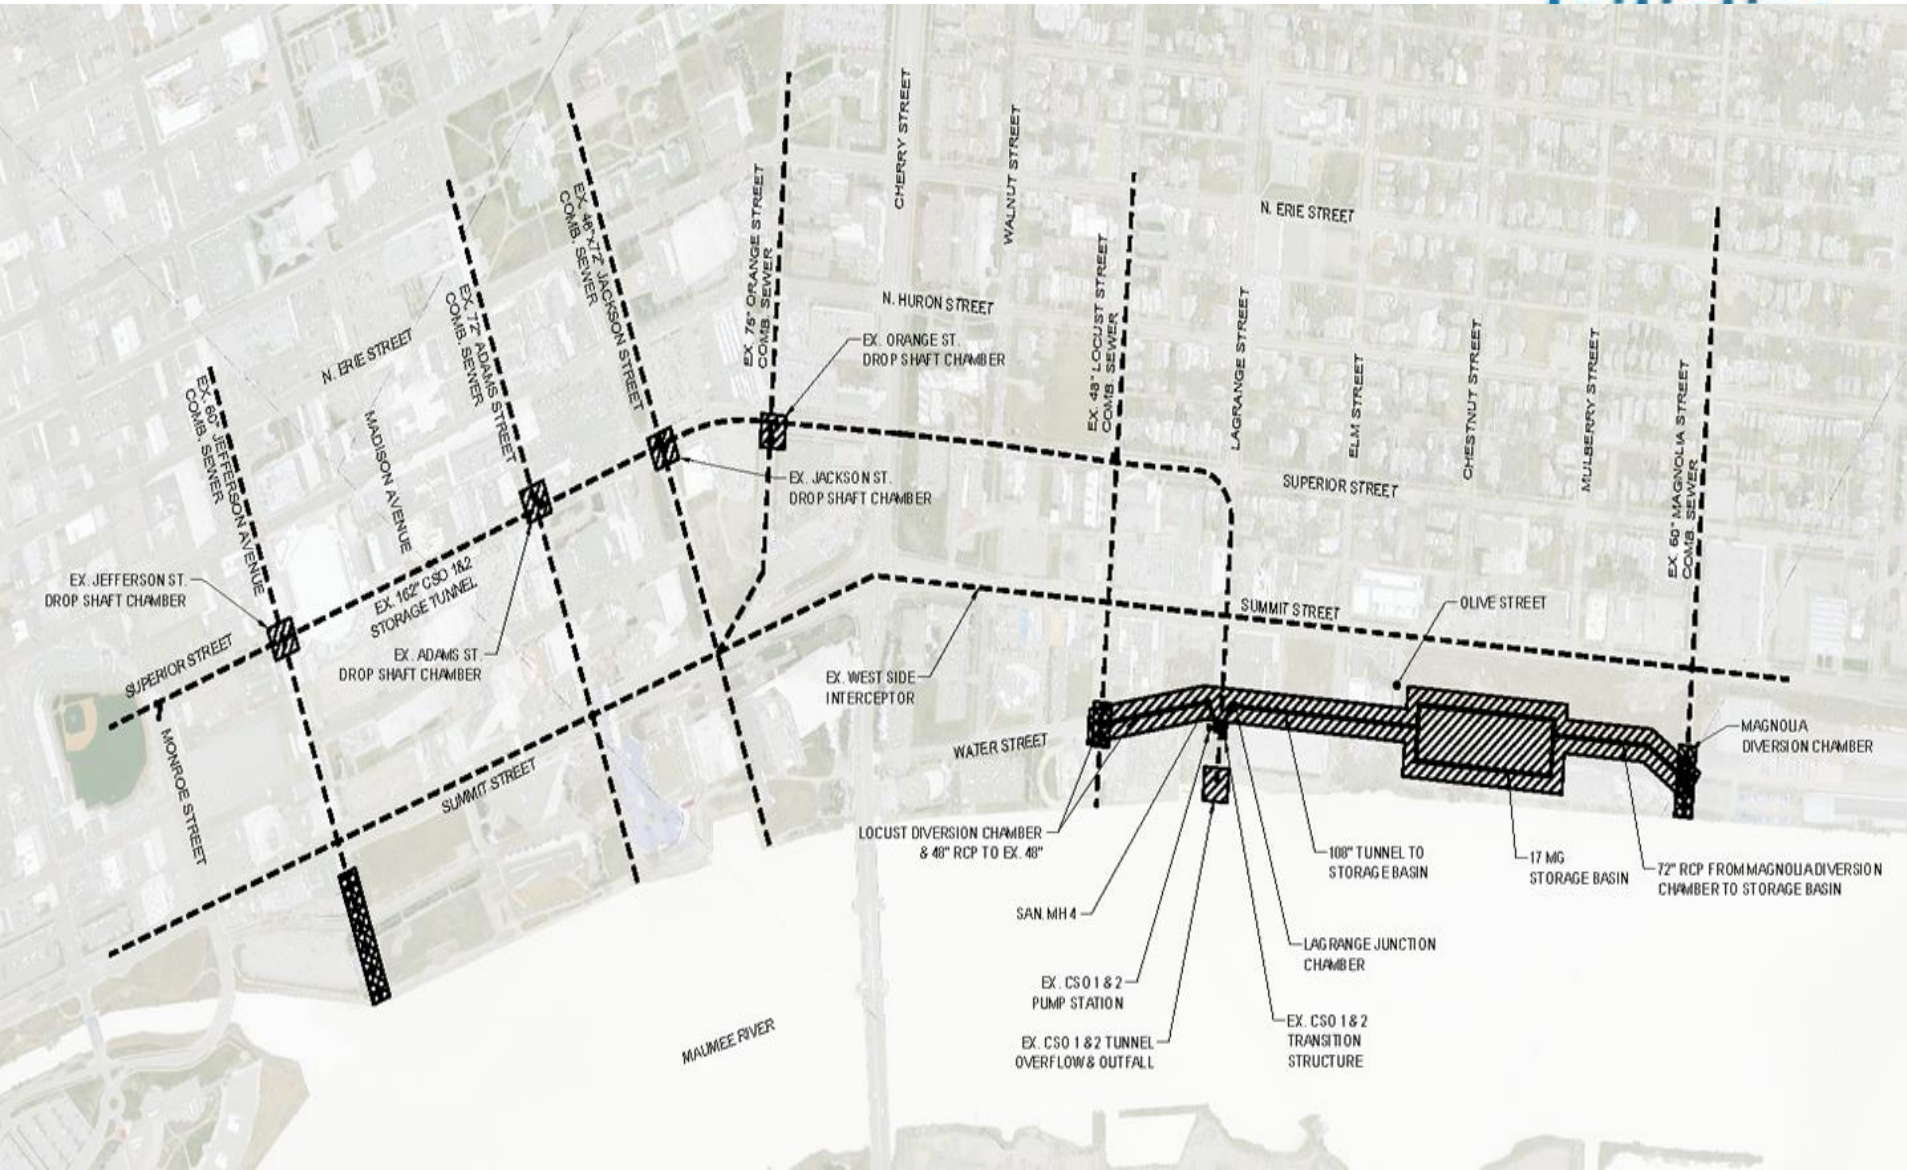 CHERRY STREET
WALNUT STREET
N. ERIE STREET
EX. 76" ORANGE STREET
COMB. SEWER
EX. 48"x72" JACKSON STREET
COMB. SEWER
N. HURON STREET
EX. 48" LOCUST STREET
COMB. SEWER
LAGRANGE STREET
ELM STREET
CHESTNUT STREET
MULBERRY STREET
EX. 60" MAGNOLIA STREET
COMB. SEWER
EX. 72" ADAMS STREET
COMB. SEWER
N. ERIE STREET
EX. ORANGE ST.
DROP SHAFT CHAMBER
EX. 60" JEFFERSON AVENUE
COMB. SEWER
MADISON AVENUE
EX. JACKSON ST.
DROP SHAFT CHAMBER
SUPERIOR STREET
EX. JEFFERSON ST.
DROP SHAFT CHAMBER
EX. 162" CSO 1&2
STORAGE TUNNEL
OLIVE STREET
SUMMIT STREET
EX. ADAMS ST.
DROP SHAFT CHAMBER
SUPERIOR STREET
EX. WEST SIDE
INTERCEPTOR
MAGNOLIA
DIVERSION CHAMBER
WATER STREET
MONROE STREET
SUMMIT STREET
LOCUST DIVERSION CHAMBER
& 48" RCP TO EX. 48"
108" TUNNEL TO
STORAGE BASIN
17 MG
STORAGE BASIN
72" RCP FROM MAGNOLIA DIVERSION
CHAMBER TO STORAGE BASIN
SAN. MH 4
LAGRANGE JUNCTION
CHAMBER
EX. CSO 1 & 2
PUMP STATION
EX. CSO 1 & 2
TRANSITION
STRUCTURE
EX. CSO 1 & 2 TUNNEL
OVERFLOW & OUTFALL
MAUMEE RIVER